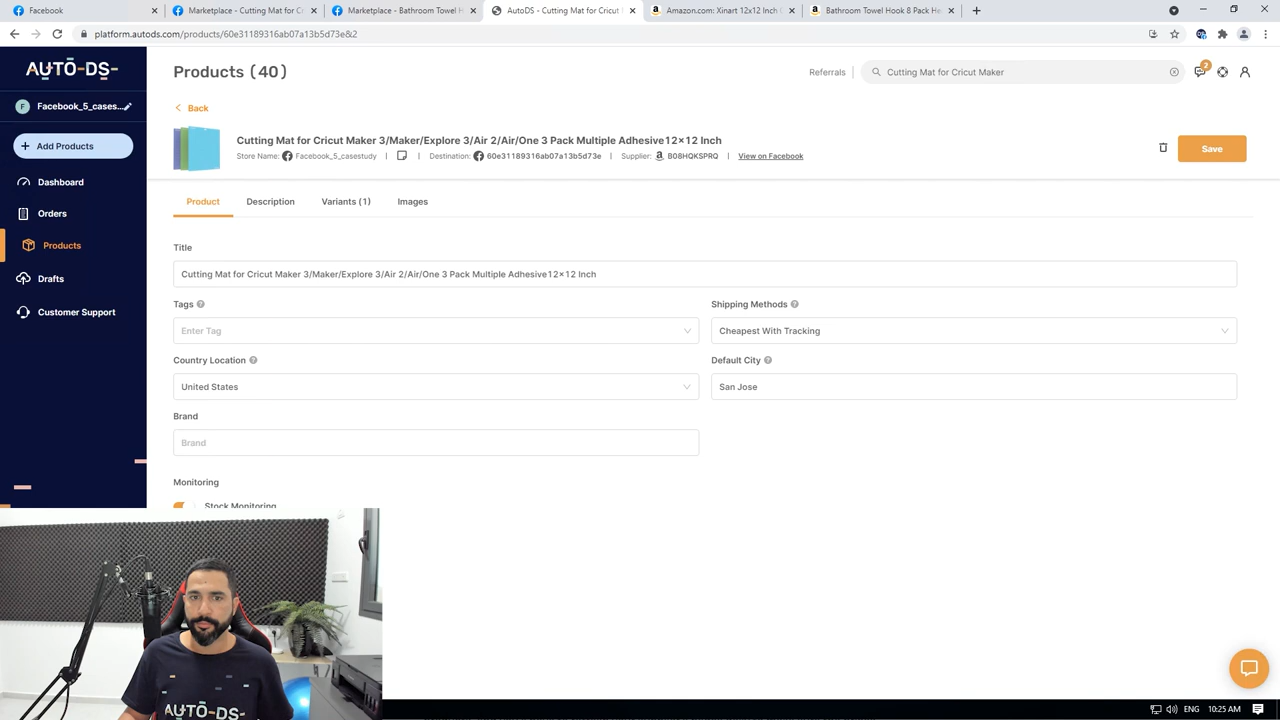 Facebook
Marketplace - Cutting Mat for Cr
Marketplace - Bathroom Towel H
AutoDS - Cutting Mat for Cricut
Amazon.com: Xinart 12x12 Inch C
Bathroom Towel Hook 8 Pack He
platform.autods.com/products/60e31189316ab07a13b5d73e&2
AUTO-DS-
Products (40)
Referrals
Cutting Mat for Cricut Maker
2
F
Facebook_5_cases...
Back
Add Products
Cutting Mat for Cricut Maker 3/Maker/Explore 3/Air 2/Air/One 3 Pack Multiple Adhesive12×12 Inch
Store Name: Facebook_5_casestudy | | Destination: 60e31189316ab07a13b5d73e | Supplier: B08HQKSPRQ | View on Facebook
Save
Dashboard
Orders
Products
Drafts
Customer Support
Product
Description
Variants (1)
Images
Title
Cutting Mat for Cricut Maker 3/Maker/Explore 3/Air 2/Air/One 3 Pack Multiple Adhesive12×12 Inch
Tags
Shipping Methods
Enter Tag
Cheapest With Tracking
Country Location
Default City
United States
San Jose
Brand
Brand
Monitoring
Stock Monitoring
AUTO-DS-
ENG
10:25 AM